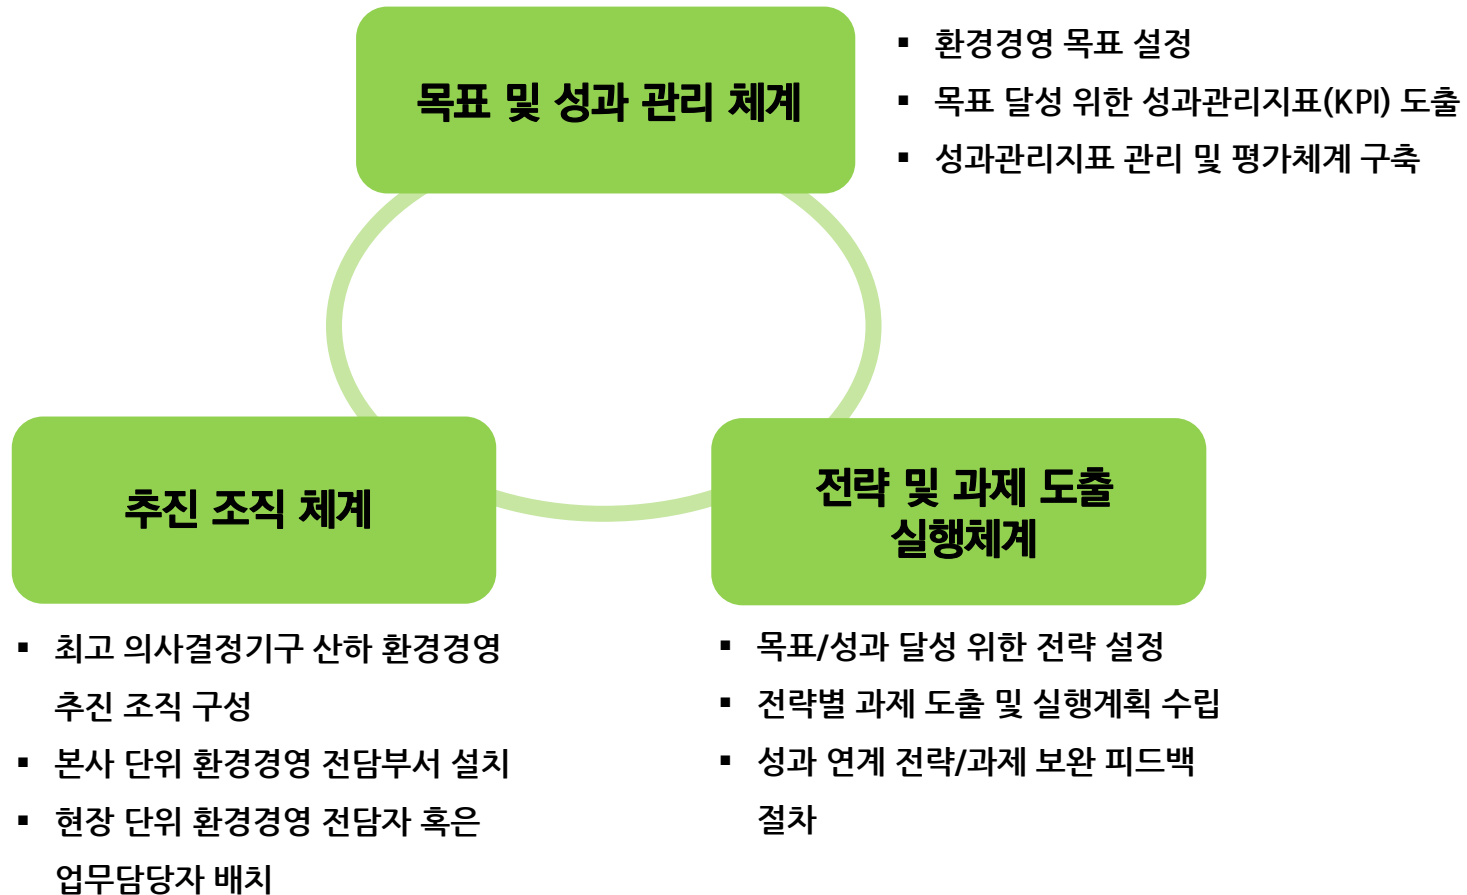 목표 및 성과 관리 체계
▪ 환경경영 목표 설정
▪ 목표 달성 위한 성과관리지표(KPI) 도출
▪ 성과관리지표 관리 및 평가체계 구축
추진 조직 체계
▪ 최고 의사결정기구 산하 환경경영
추진 조직 구성
▪ 본사 단위 환경경영 전담부서 설치
▪ 현장 단위 환경경영 전담자 혹은
업무담당자 배치
전략 및 과제 도출
실행체계
▪ 목표/성과 달성 위한 전략 설정
▪ 전략별 과제 도출 및 실행계획 수립
▪ 성과 연계 전략/과제 보완 피드백
절차